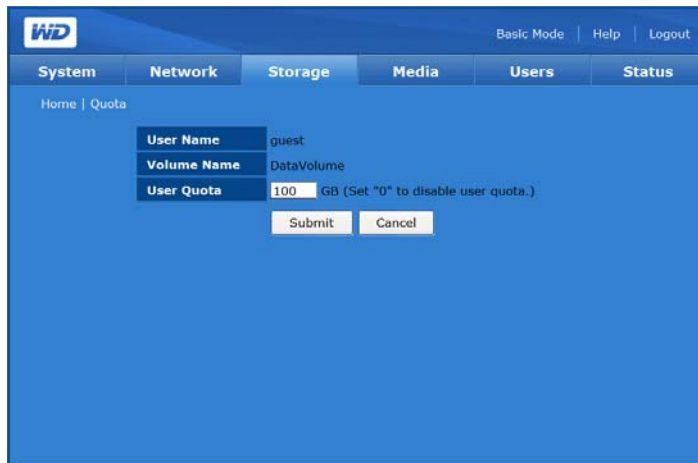 WD
Basic Mode | Help | Logout
System Network Storage Media Users Status
Home | Quota
User Name guest
Volume Name DataVolume
User Quota 100 GB (Set "0" to disable user quota.)
Submit Cancel